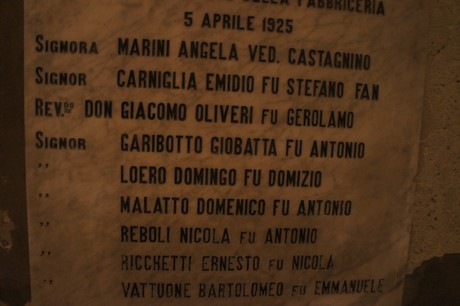 DELLA FABBRICERIA
5 APRILE 1925
SIGNORA MARINI ANGELA VED. CASTAGNINO
SIGNOR CARNIGLIA EMIDIO FU STEFANO FAN
REV.DO DON GIACOMO OLIVERI FU GEROLAMO
SIGNOR GARIBOTTO GIOBATTA FU ANTONIO
" LOERO DOMINGO FU DOMIZIO
" MALATTO DOMENICO FU ANTONIO
" REBOLI NICOLA FU ANTONIO
" RICCHETTI ERNESTO FU NICOLA
" VATTUONE BARTOLOMEO FU EMMANUELE